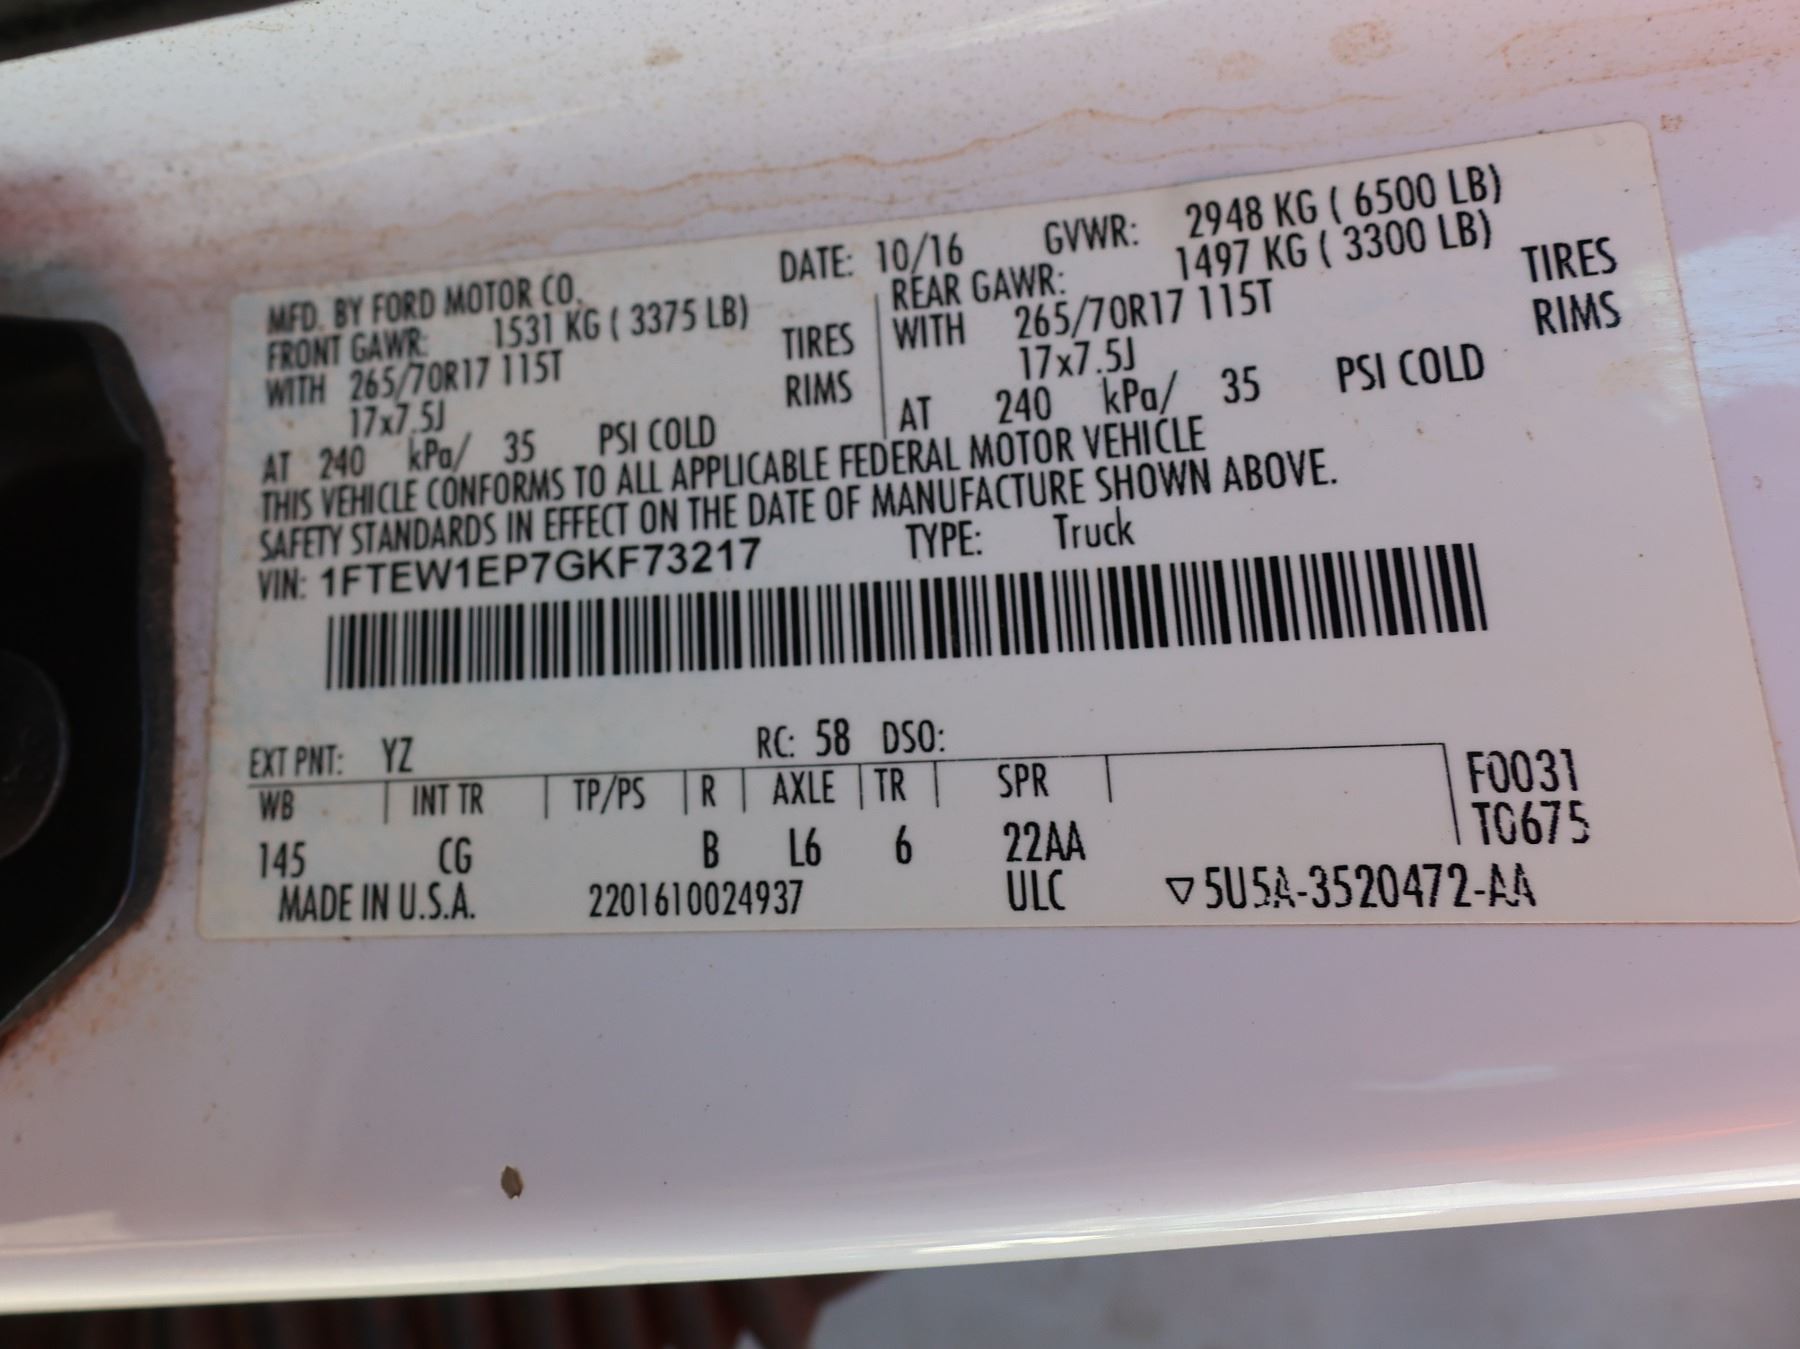 MFD. BY FORD MOTOR CO. DATE: 10/16 GVWR: 2948 KG ( 6500 LB)
FRONT GAWR: 1531 KG ( 3375 LB) REAR GAWR: 1497 KG ( 3300 LB)
WITH 265/70R17 115T TIRES WITH 265/70R17 115T TIRES
17x7.5J RIMS 17x7.5J RIMS
AT 240 kPa/ 35 PSI COLD AT 240 kPa/ 35 PSI COLD
THIS VEHICLE CONFORMS TO ALL APPLICABLE FEDERAL MOTOR VEHICLE
SAFETY STANDARDS IN EFFECT ON THE DATE OF MANUFACTURE SHOWN ABOVE.
VIN: 1FTEW1EP7GKF73217 TYPE: Truck
EXT PNT: YZ RC: 58 DSO:
WB INT TR TP/PS R AXLE TR SPR F0031
145 CG B L6 6 22AA T0675
MADE IN U.S.A. 2201610024937 ULC ▽5U5A-3520472-AA